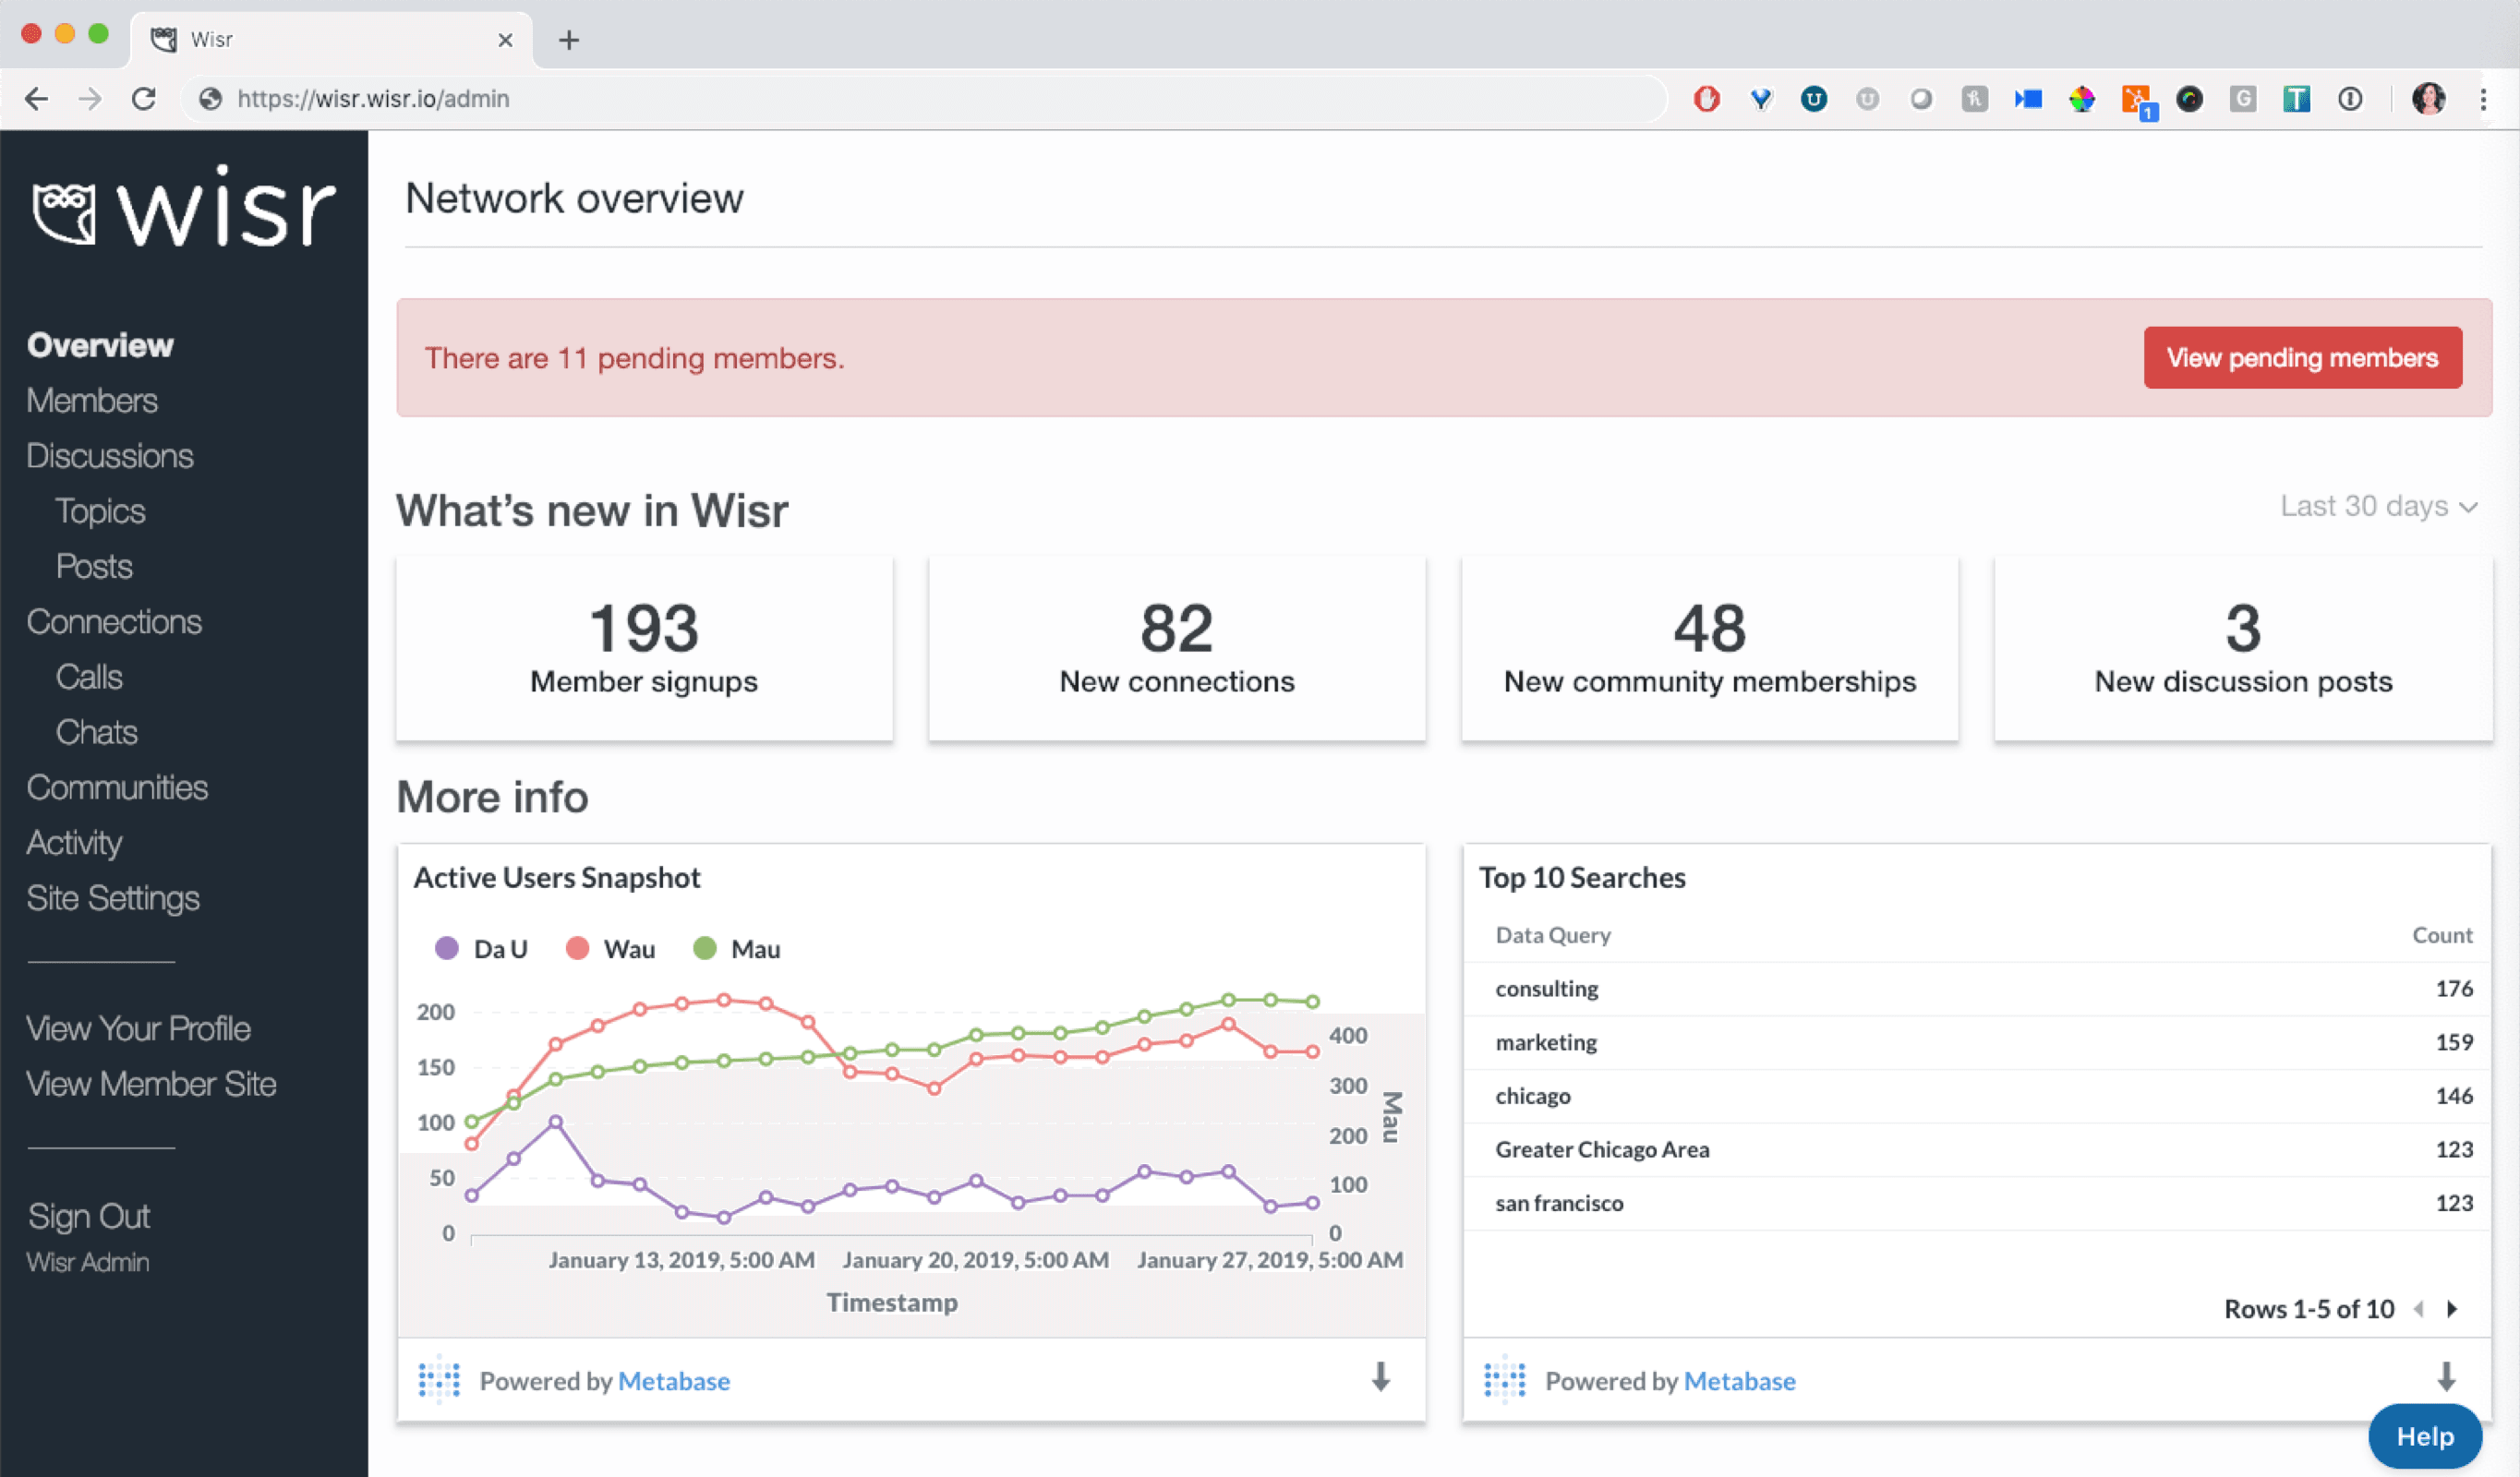 Wisr
https://wisr.wisr.io/admin
1
wisr
Overview
Members
Discussions
Topics
Posts
Connections
Calls
Chats
Communities
Activity
Site Settings
View Your Profile
View Member Site
Sign Out
Wisr Admin
Network overview
There are 11 pending members.
View pending members
What's new in Wisr
Last 30 days
193
Member signups
82
New connections
48
New community memberships
3
New discussion posts
More info
Active Users Snapshot
Da U Wau Mau
200
150
100
50
0
400
300
200
100
0
Mau
January 13, 2019, 5:00 AM January 20, 2019, 5:00 AM January 27, 2019, 5:00 AM
Timestamp
Powered by Metabase
Top 10 Searches
Data Query Count
consulting 176
marketing 159
chicago 146
Greater Chicago Area 123
san francisco 123
Rows 1-5 of 10
Powered by Metabase
Help